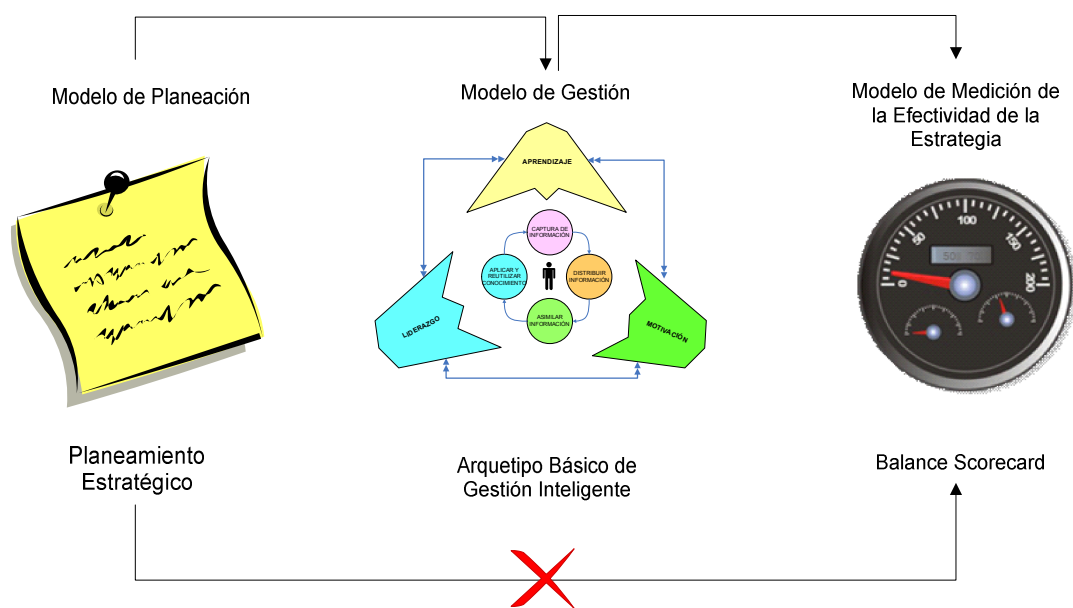 Modelo de Planeación
Modelo de Gestión
Modelo de Medición de
la Efectividad de la
Estrategia
APRENDIZAJE
CAPTURA DE
INFORMACIÓN
APLICAR Y
REUTILIZAR
CONOCIMIENTO
DISTRIBUIR
INFORMACIÓN
ASIMILAR
INFORMACIÓN
LIDERAZGO
MOTIVACIÓN
0
50
100
150
200
Planeamiento
Estratégico
Arquetipo Básico de
Gestión Inteligente
Balance Scorecard